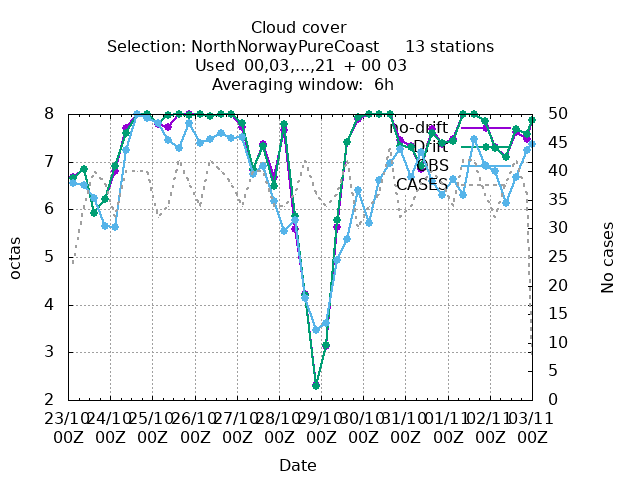 Cloud cover
Selection: NorthNorwayPureCoast 13 stations
Used 00,03,...,21 + 00 03
Averaging window: 6h
8
7
6
5
4
3
2
octas
50
45
40
35
30
25
20
15
10
5
0
No cases
no-drift
Drift
OBS
CASES
23/10 24/10 25/10 26/10 27/10 28/10 29/10 30/10 31/10 01/11 02/11 03/11
00Z 00Z 00Z 00Z 00Z 00Z 00Z 00Z 00Z 00Z 00Z 00Z
Date